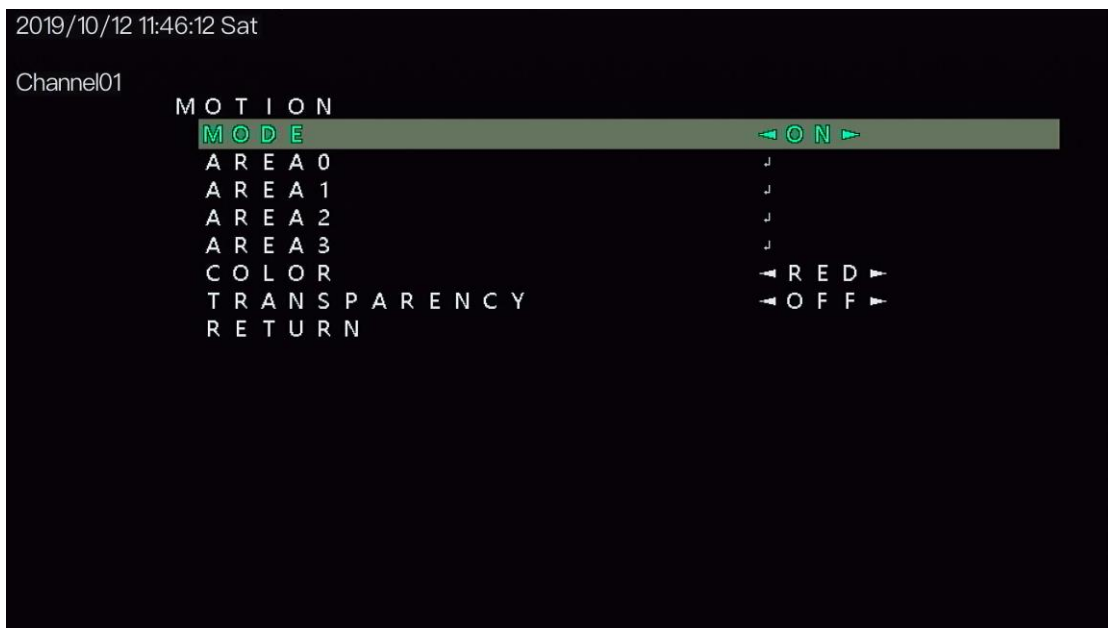 2019/10/12 11:46:12 Sat
Channel01
MOTION
MODE ◄ON►
AREA0 ↲
AREA1 ↲
AREA2 ↲
AREA3 ↲
COLOR ◄RED►
TRANSPARENCY ◄OFF►
RETURN